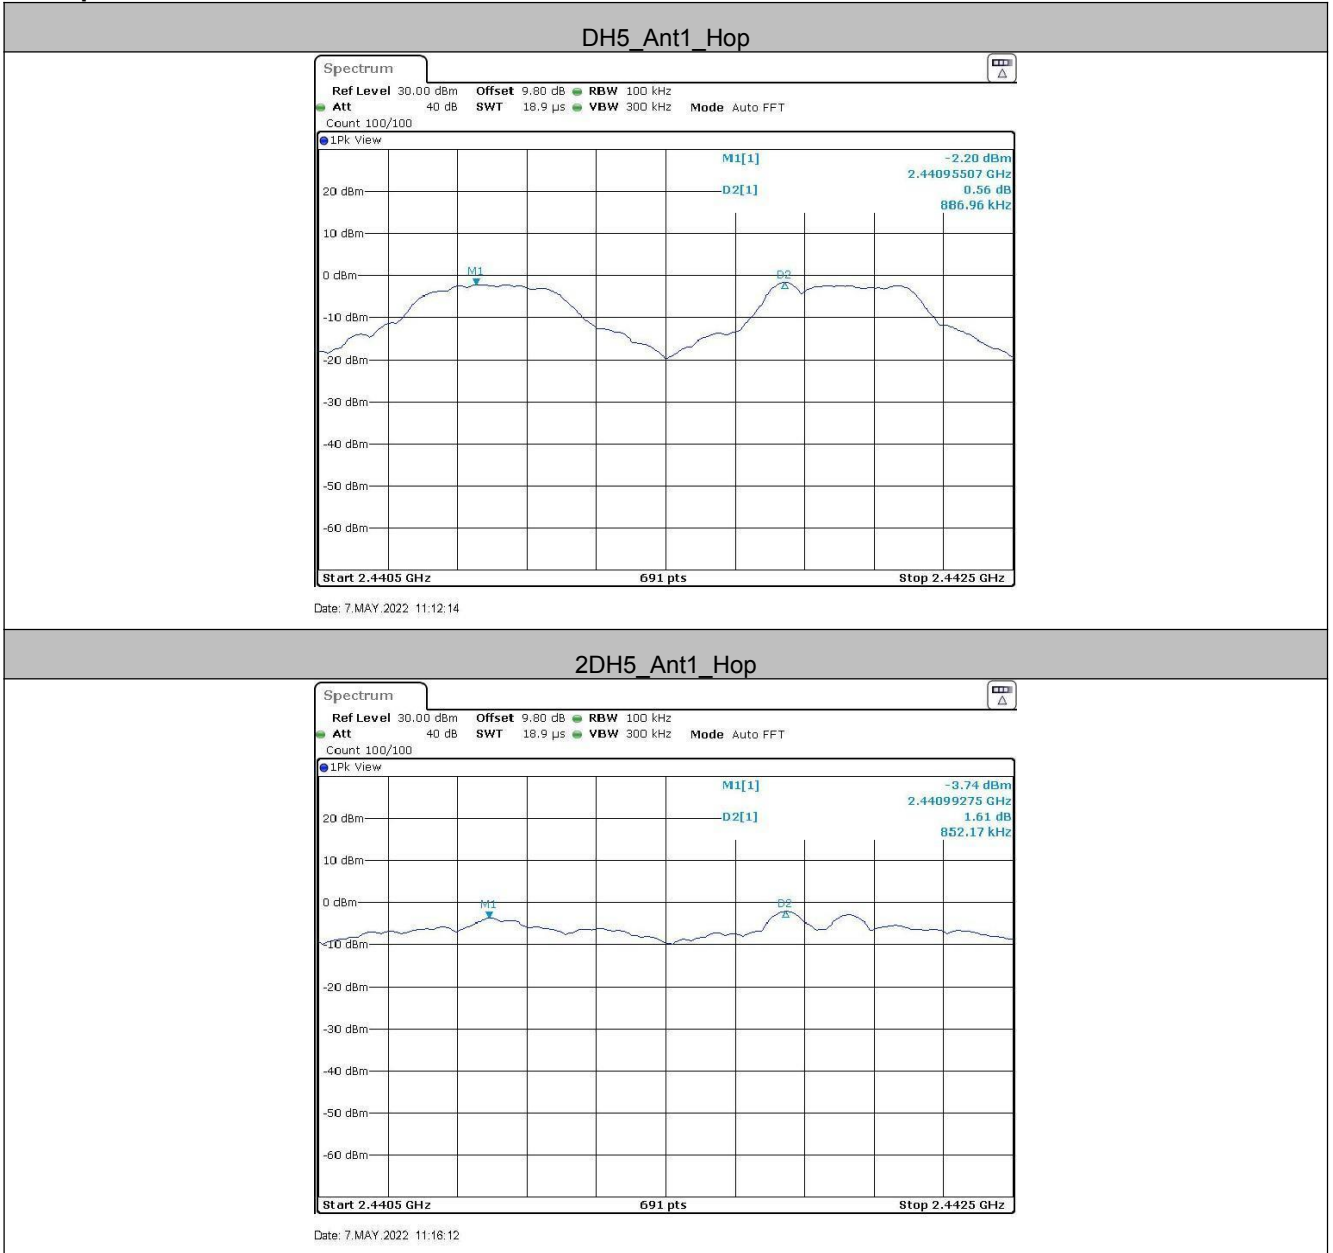 DH5_Ant1_Hop
Spectrum
Ref Level 30.00 dBm Offset 9.80 dB RBW 100 kHz
Att 40 dB SWT 18.9 µs VBW 300 kHz Mode Auto FFT
Count 100/100
1Pk View
M1[1] -2.20 dBm
2.44095507 GHz
20 dBm D2[1] 0.56 dB
886.96 kHz
10 dBm
0 dBm
M1 D2
-10 dBm
-20 dBm
-30 dBm
-40 dBm
-50 dBm
-60 dBm
Start 2.4405 GHz 691 pts Stop 2.4425 GHz
Date: 7.MAY.2022 11:12:14
2DH5_Ant1_Hop
Spectrum
Ref Level 30.00 dBm Offset 9.80 dB RBW 100 kHz
Att 40 dB SWT 18.9 µs VBW 300 kHz Mode Auto FFT
Count 100/100
1Pk View
M1[1] -3.74 dBm
2.44099275 GHz
20 dBm D2[1] 1.61 dB
852.17 kHz
10 dBm
0 dBm
M1 D2
-10 dBm
-20 dBm
-30 dBm
-40 dBm
-50 dBm
-60 dBm
Start 2.4405 GHz 691 pts Stop 2.4425 GHz
Date: 7.MAY.2022 11:16:12